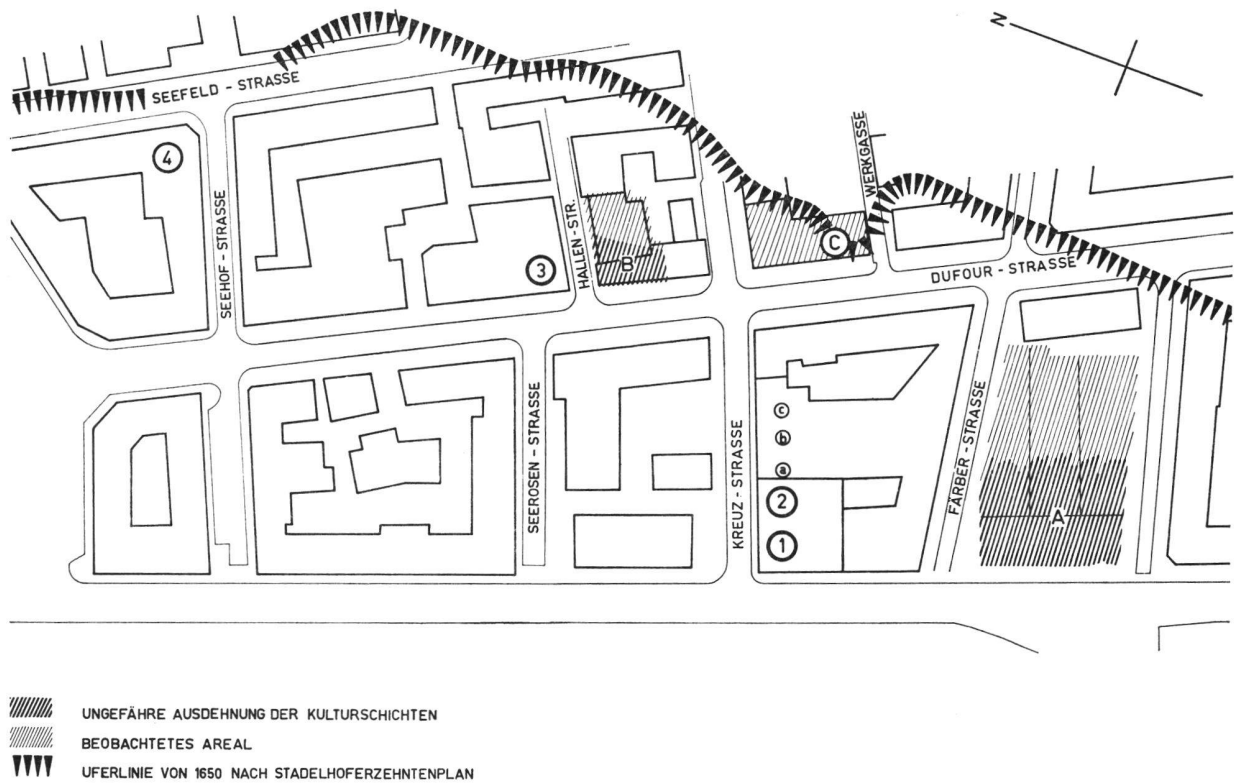 N
SEEFELD - STRASSE
4
SEEHOF - STRASSE
3
HALLEN - STR.
B
C
WERKGASSE
DUFOUR - STRASSE
SEEROSEN - STRASSE
KREUZ - STRASSE
c
b
a
2
1
FÄRBER - STRASSE
A
UNGEFÄHRE AUSDEHNUNG DER KULTURSCHICHTEN
BEOBACHTETES AREAL
UFERLINIE VON 1650 NACH STADELHOFERZEHNTENPLAN